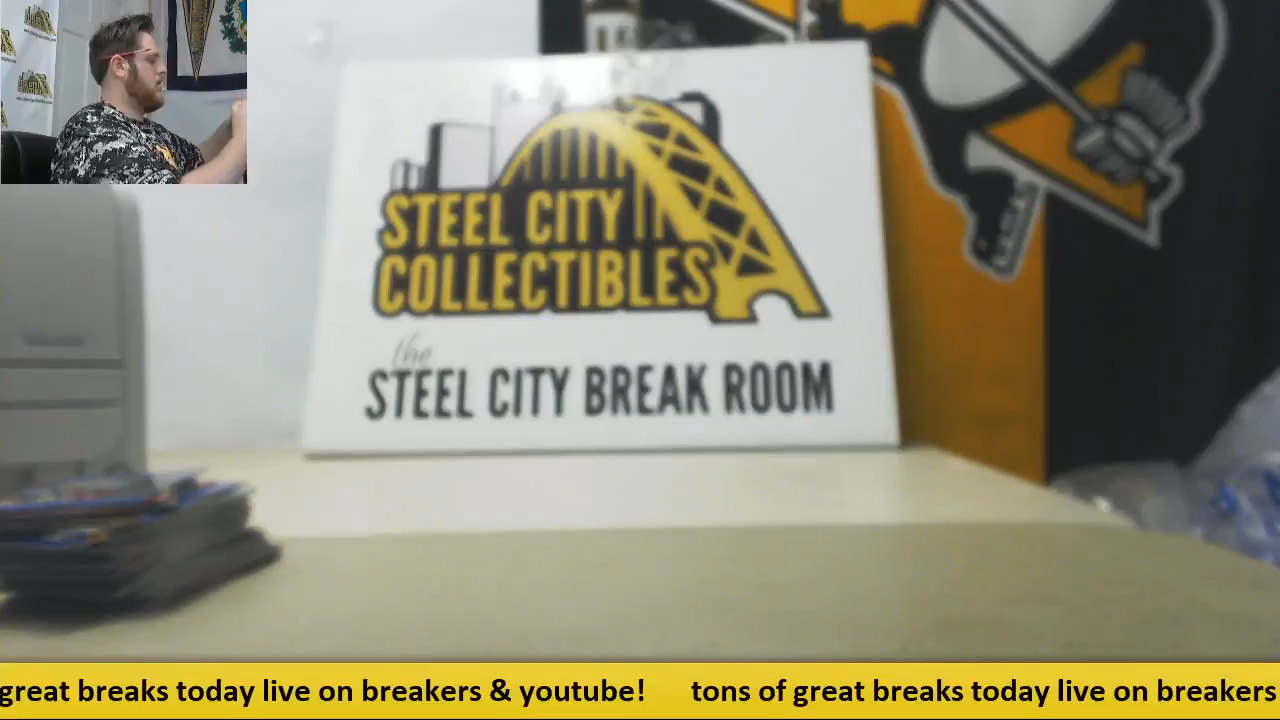 STEEL CITY
COLLECTIBLES
the
STEEL CITY BREAK ROOM
great breaks today live on breakers & youtube! tons of great breaks today live on breakers